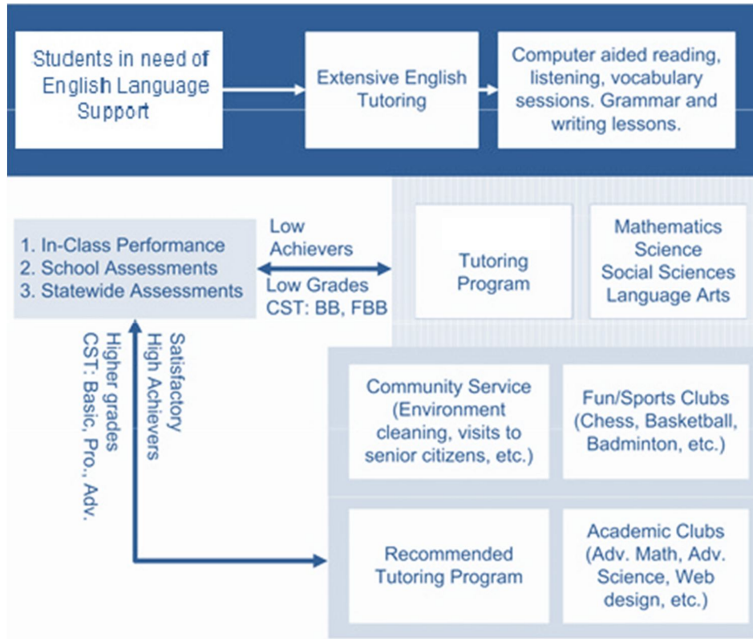 Students in need of
English Language
Support
Extensive English
Tutoring
Computer aided reading,
listening, vocabulary
sessions. Grammar and
writing lessons.
1. In-Class Performance
2. School Assessments
3. Statewide Assessments
Low
Achievers
Low Grades
CST: BB, FBB
Tutoring
Program
Mathematics
Science
Social Sciences
Language Arts
Satisfactory
High Achievers
Higher grades
CST: Basic, Pro., Adv.
Community Service
(Environment
cleaning, visits to
senior citizens, etc.)
Fun/Sports Clubs
(Chess, Basketball,
Badminton, etc.)
Recommended
Tutoring Program
Academic Clubs
(Adv. Math, Adv.
Science, Web
design, etc.)